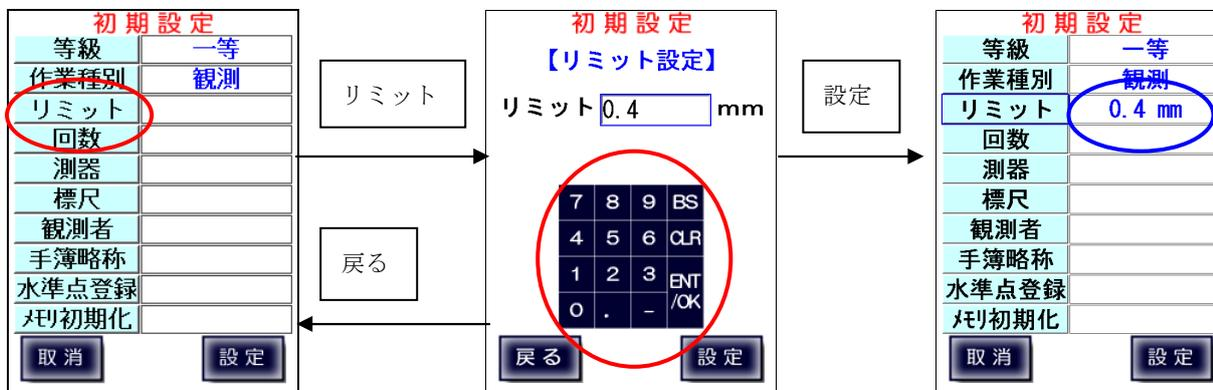 初期設定
等級 一等
作業種別 観測
リミット
回数
測器
標尺
観測者
手簿略称
水準点登録
ﾒﾓﾘ初期化
取消 設定
リミット
戻る
初期設定
【リミット設定】
リミット 0.4 mm
7 8 9 BS
4 5 6 CLR
1 2 3 ENT/OK
0 . -
戻る 設定
設定
初期設定
等級 一等
作業種別 観測
リミット 0.4 mm
回数
測器
標尺
観測者
手簿略称
水準点登録
ﾒﾓﾘ初期化
取消 設定